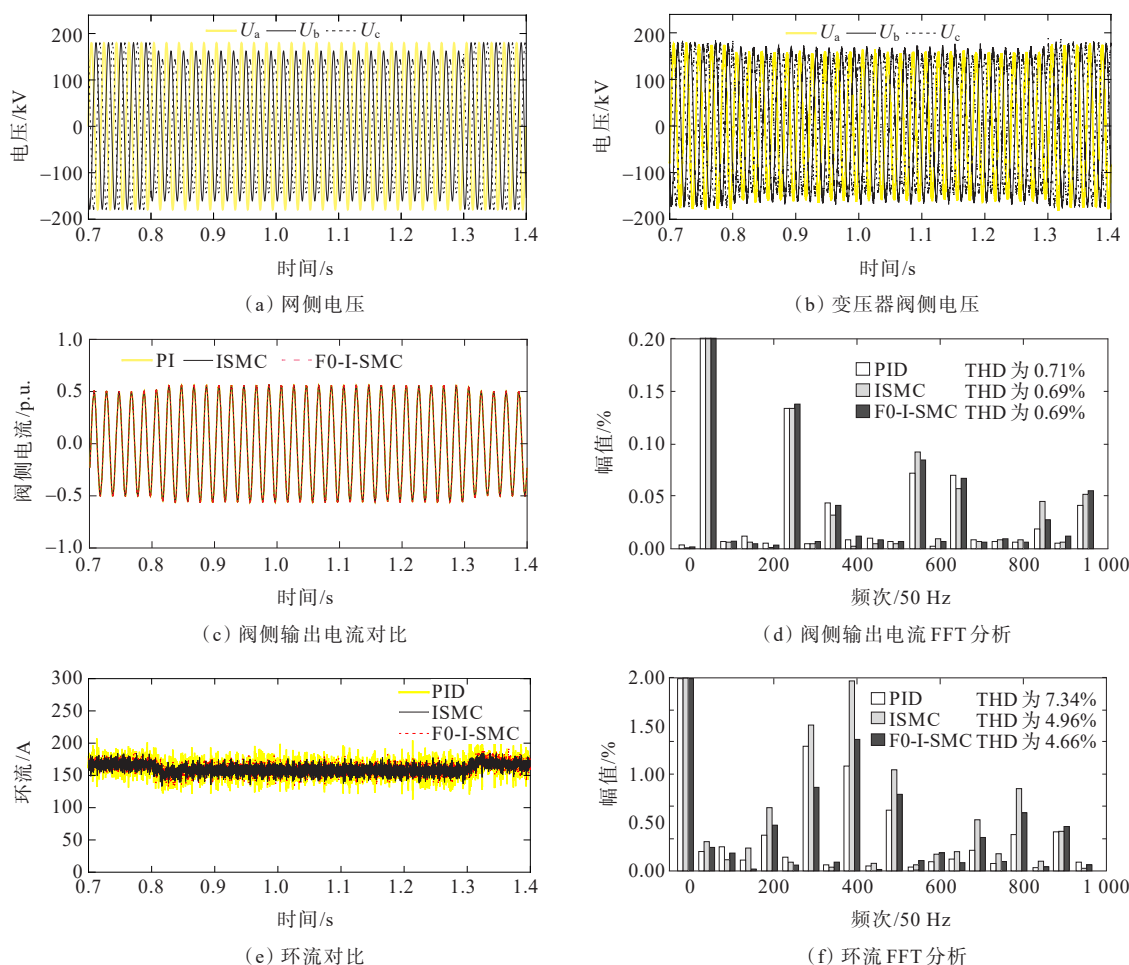 200
100
0
−100
−200
电压/kV
Ua Ub Uc
0.7 0.8 0.9 1.0 1.1 1.2 1.3 1.4
时间/s
(a) 网侧电压
200
100
0
−100
−200
电压/kV
Ua Ub Uc
0.7 0.8 0.9 1.0 1.1 1.2 1.3 1.4
时间/s
(b) 变压器阀侧电压
1.0
0.5
0.0
−0.5
−1.0
阀侧电流/p.u.
PI ISMC F0-I-SMC
0.7 0.8 0.9 1.0 1.1 1.2 1.3 1.4
时间/s
(c) 阀侧输出电流对比
0.20
0.15
0.10
0.05
0.00
幅值/%
PID THD 为 0.71%
ISMC THD 为 0.69%
F0-I-SMC THD 为 0.69%
0 200 400 600 800 1 000
频次/50 Hz
(d) 阀侧输出电流 FFT 分析
300
250
200
150
100
50
0
环流/A
PID
ISMC
F0-I-SMC
0.7 0.8 0.9 1.0 1.1 1.2 1.3 1.4
时间/s
(e) 环流对比
2.00
1.50
1.00
0.50
0.00
幅值/%
PID THD 为 7.34%
ISMC THD 为 4.96%
F0-I-SMC THD 为 4.66%
0 200 400 600 800 1 000
频次/50 Hz
(f) 环流 FFT 分析